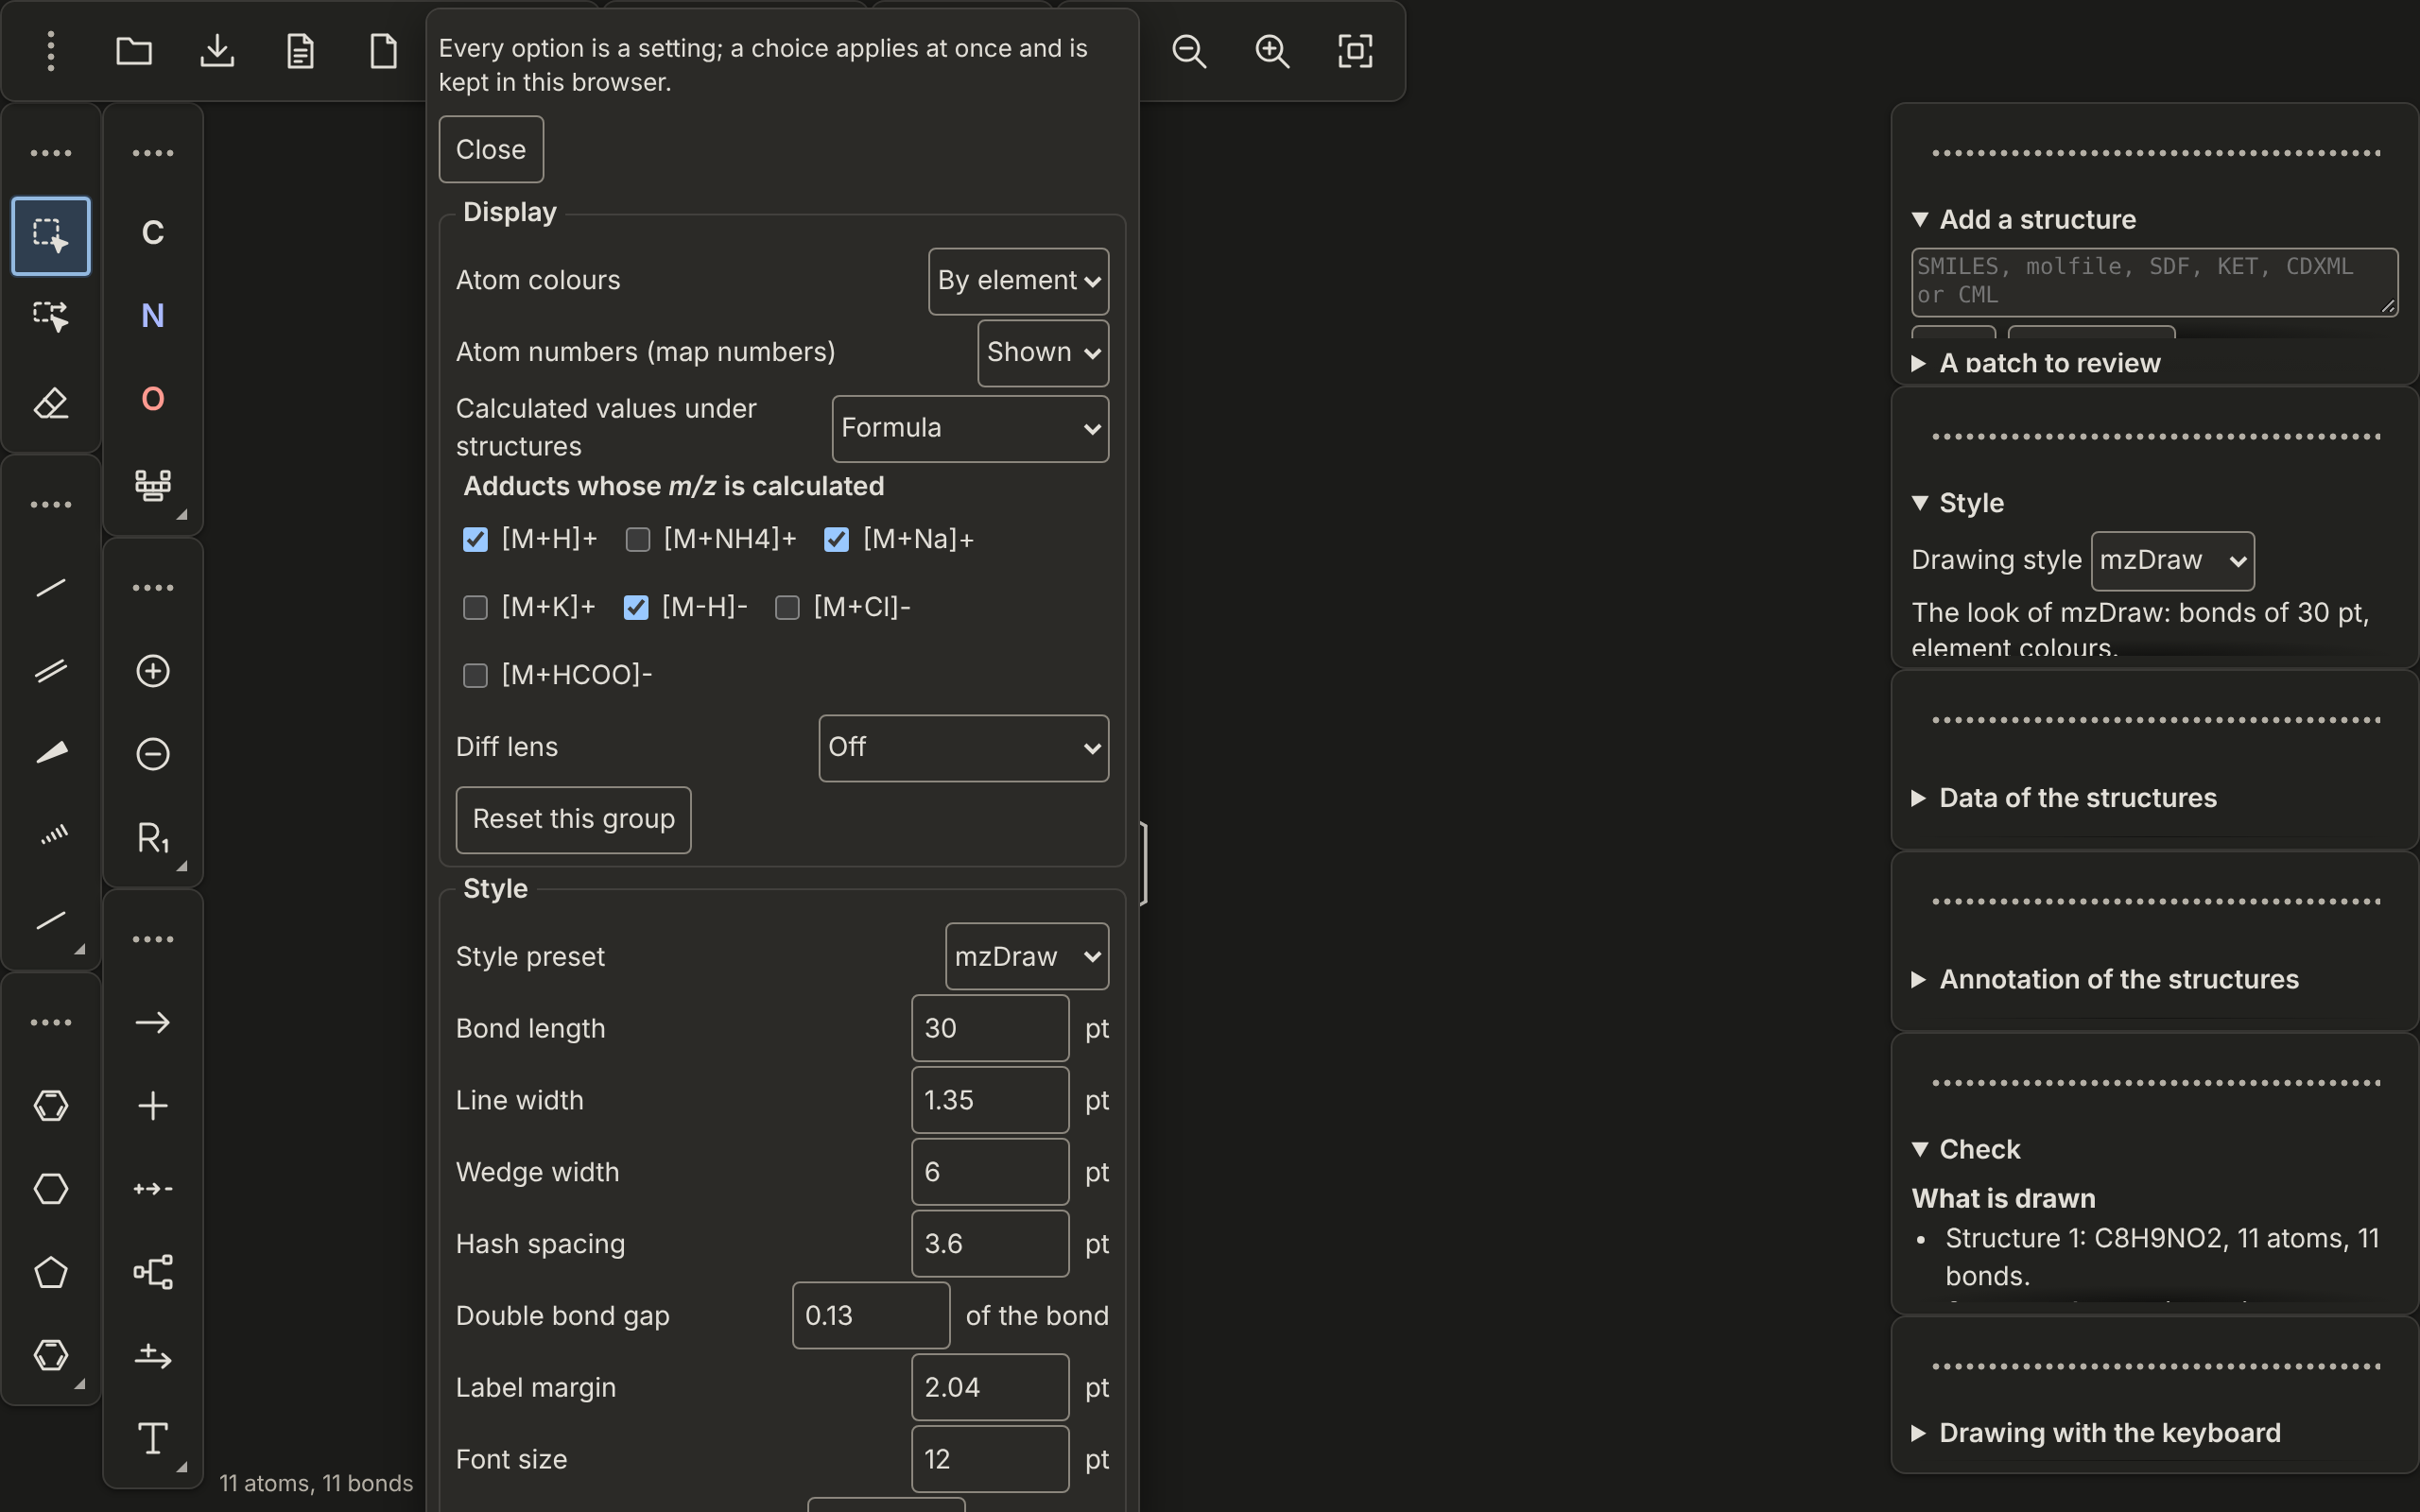 Every option is a setting; a choice applies at once and is
kept in this browser.
Close
Display
Atom colours By element
Atom numbers (map numbers) Shown
Calculated values under
structures
Formula
Adducts whose m/z is calculated
[M+H]+ [M+NH4]+ [M+Na]+
[M+K]+ [M-H]- [M+Cl]-
[M+HCOO]-
Diff lens Off
Reset this group
Style
Style preset mzDraw
Bond length 30 pt
Line width 1.35 pt
Wedge width 6 pt
Hash spacing 3.6 pt
Double bond gap 0.13 of the bond
Label margin 2.04 pt
Font size 12 pt
C
N
O
R1
T
11 atoms, 11 bonds
Add a structure
SMILES, molfile, SDF, KET, CDXML
or CML
A patch to review
Style
Drawing style mzDraw
The look of mzDraw: bonds of 30 pt,
element colours.
Data of the structures
Annotation of the structures
Check
What is drawn
• Structure 1: C8H9NO2, 11 atoms, 11
bonds.
Drawing with the keyboard